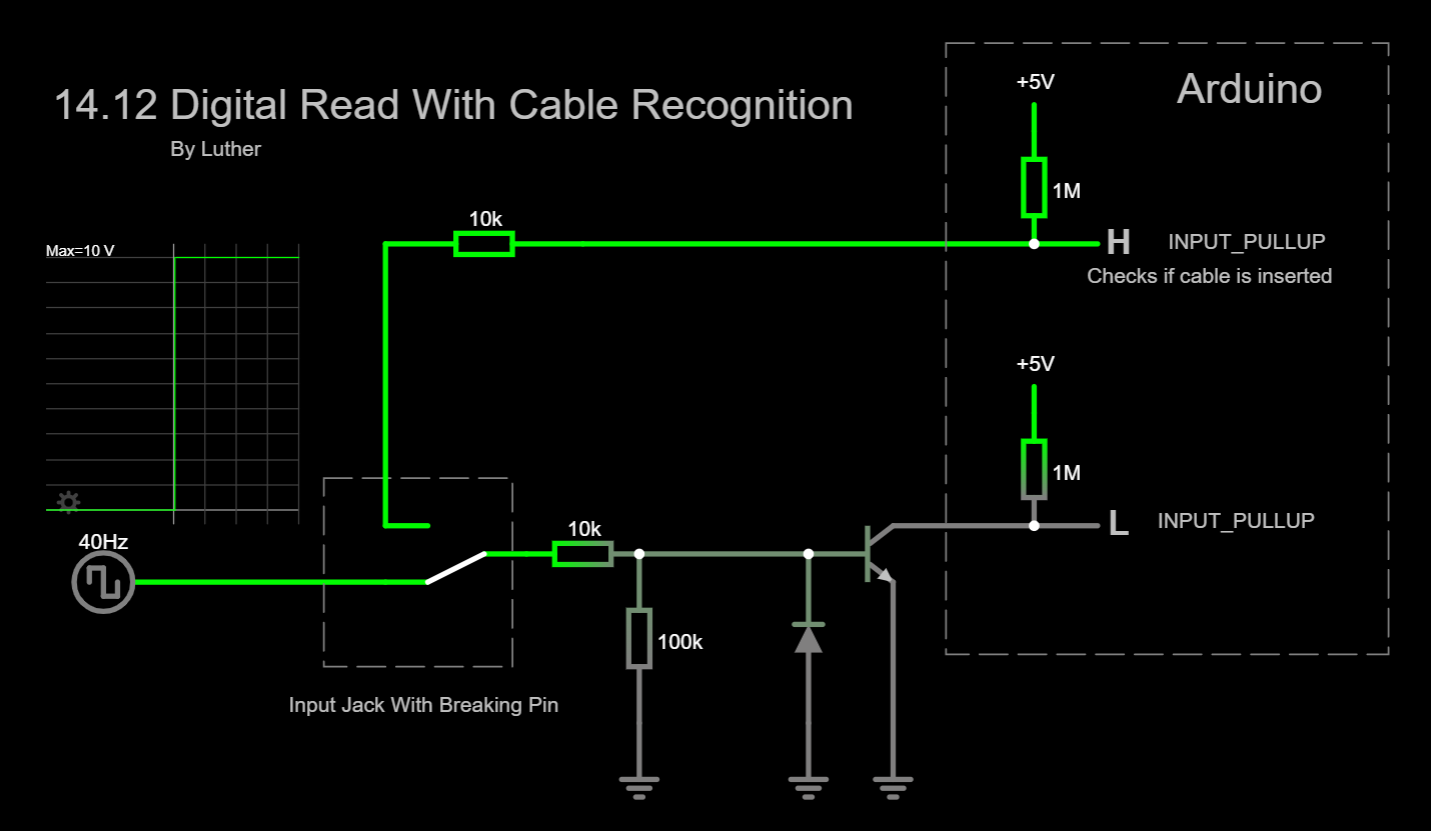 +5V
Arduino
14.12 Digital Read With Cable Recognition
By Luther
1M
10k
H
INPUT_PULLUP
Max=10 V
Checks if cable is inserted
+5V
1M
L
INPUT_PULLUP
10k
40Hz
100k
Input Jack With Breaking Pin